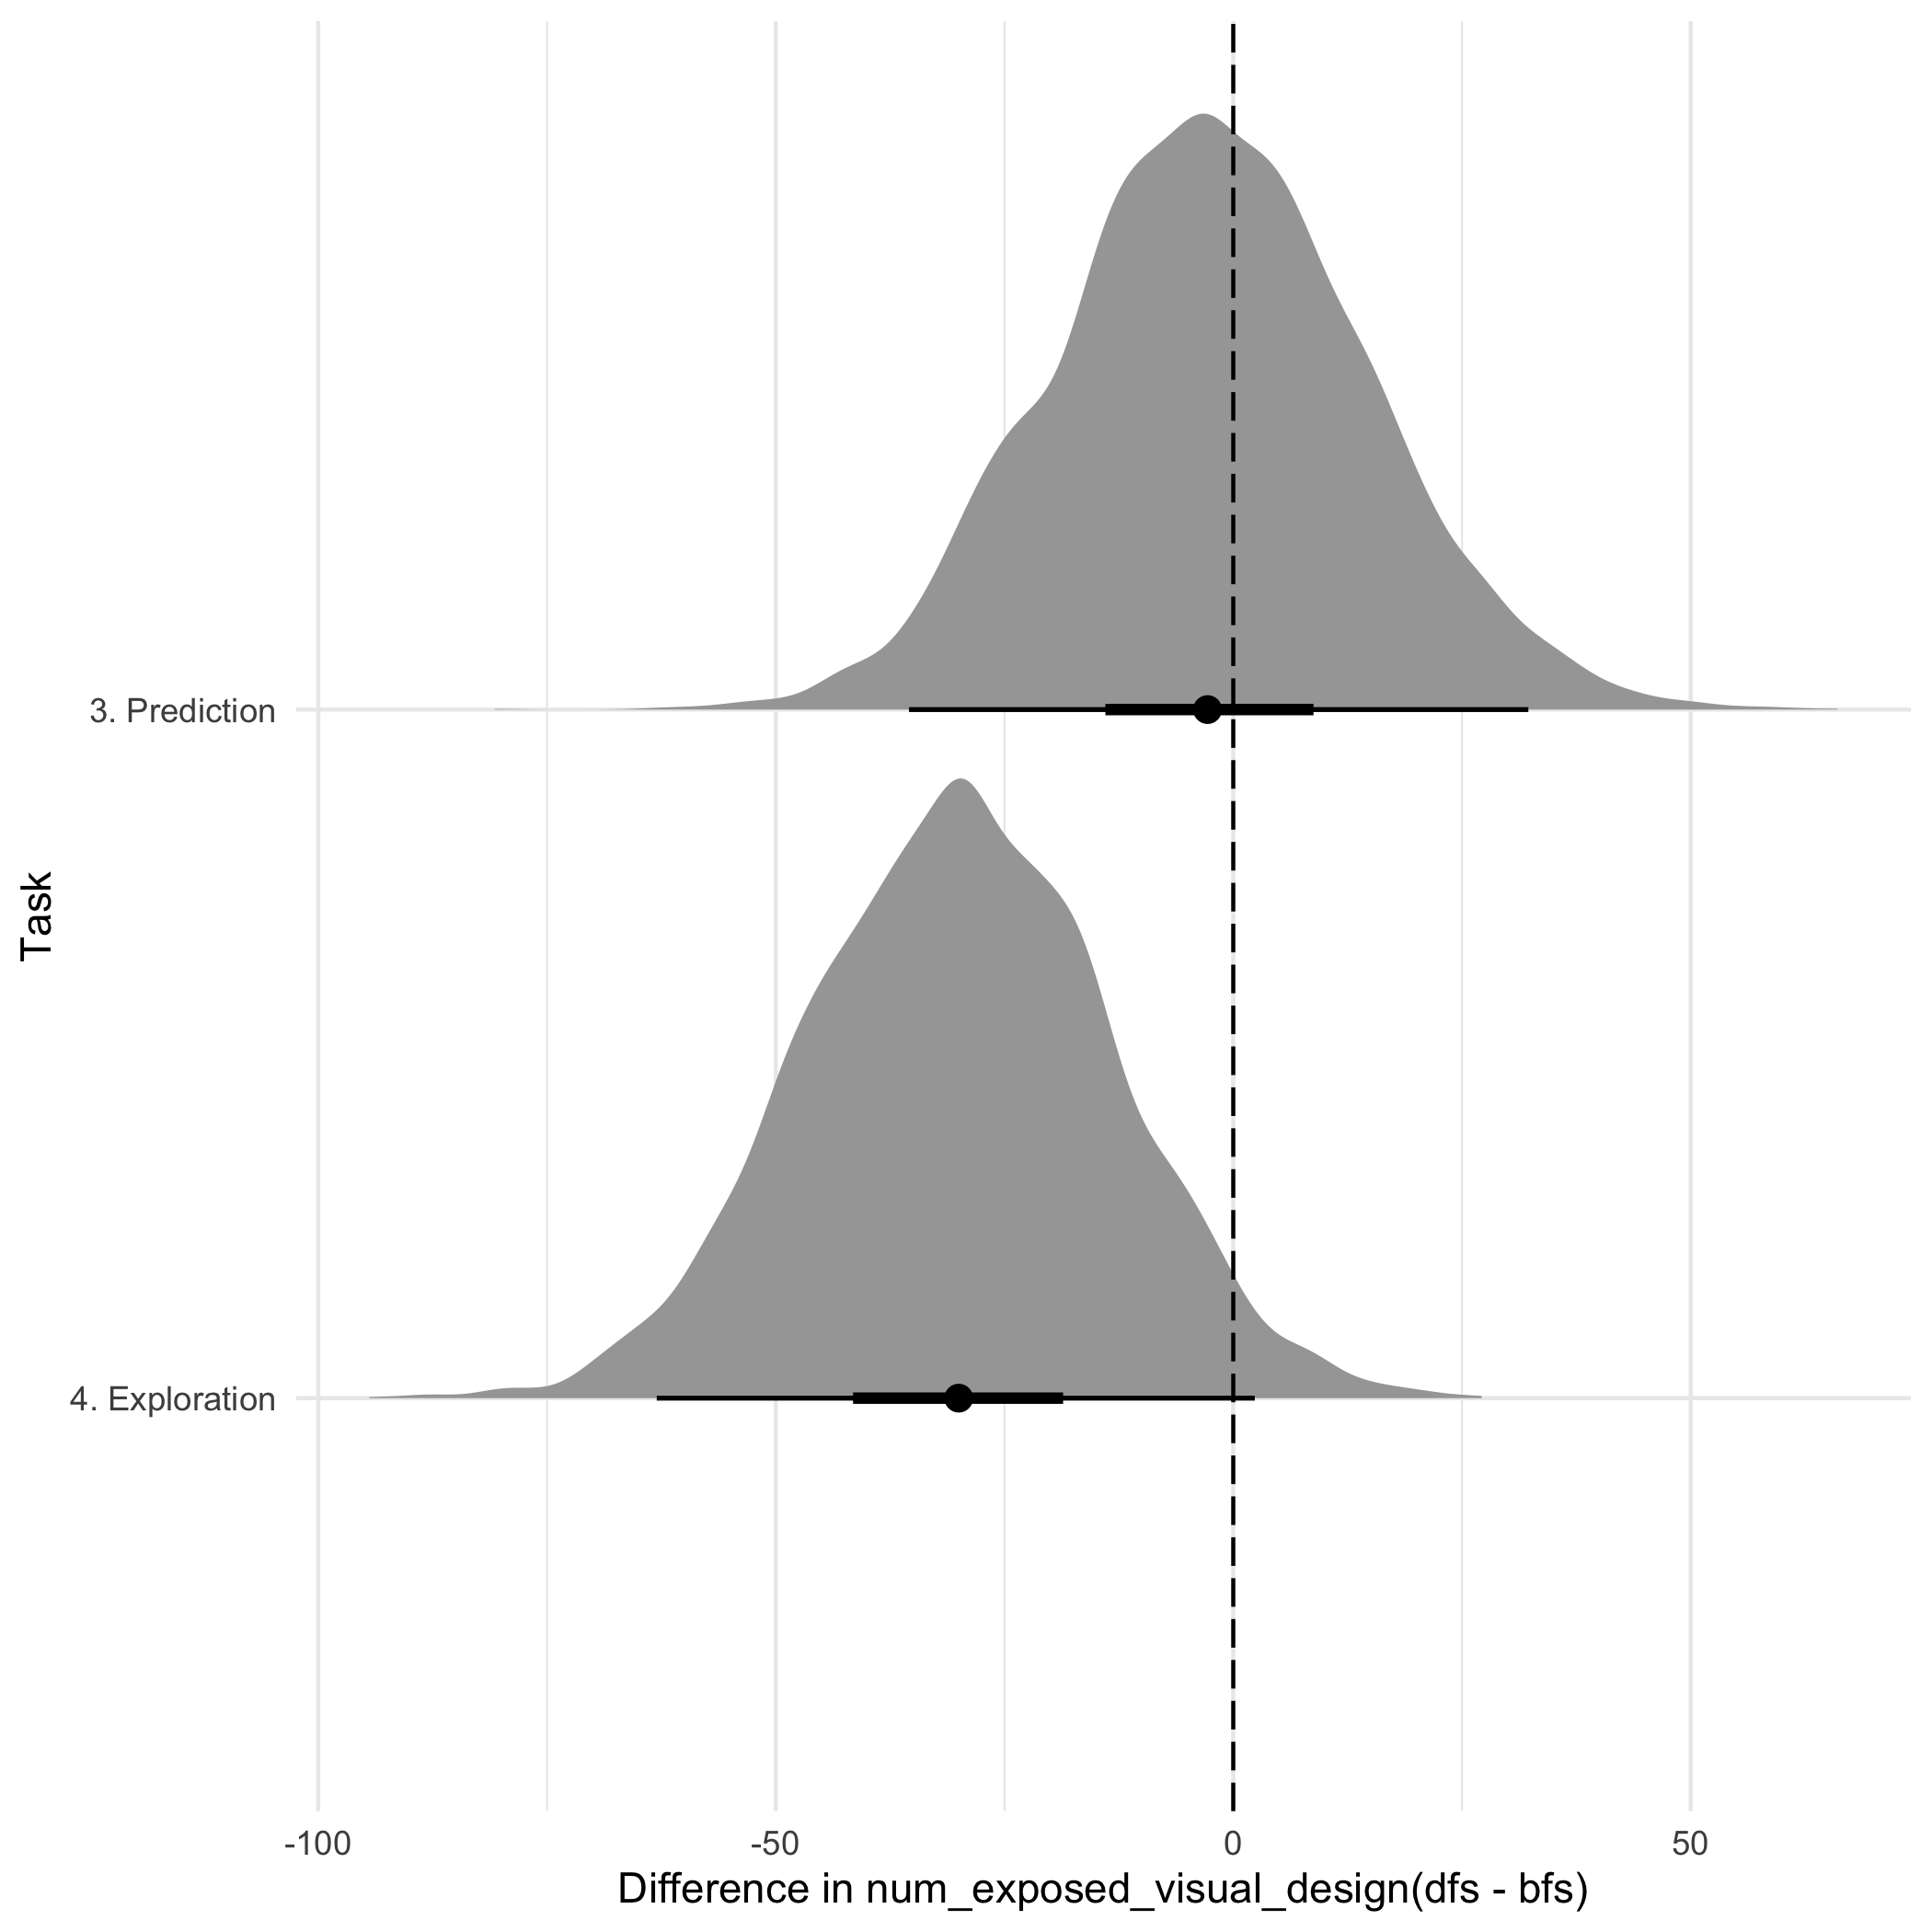 3. Prediction
Task
4. Exploration
-100 -50 0 50
Difference in num_exposed_visual_design(dfs - bfs)